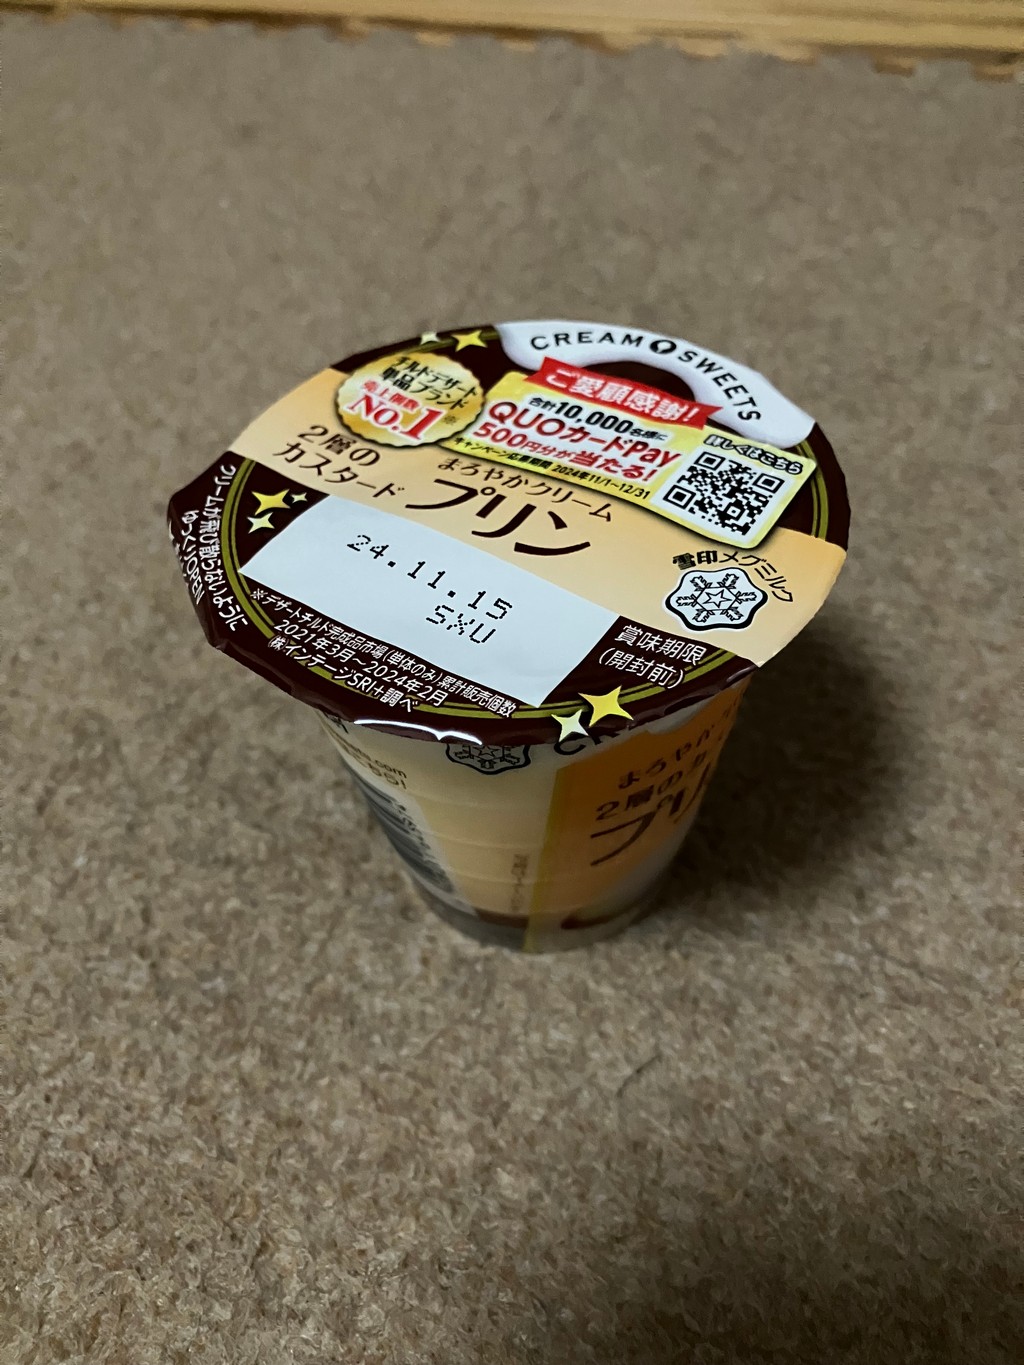 CREAM SWEETS
チルド・デザート
単品ブランド
売上個数
No.1※
ご愛顧感謝!
合計10,000名様に
QUOカードPay
500円分が当たる!
キャンペーン応募期間 2024年11/1~12/31
詳しくはこちら
まろやかクリーム
2層の
カスタード
プリン
24.11.15
SXU
雪印メグミルク
賞味期限
(開封前)
クリームが飛び散らないように
ゆっくりOPEN
※デザートチルド完成品市場(単体のみ)累計販売個数
2021年3月~2024年2月
㈱インテージSRI+調べ
まろやか
2層の
プリ